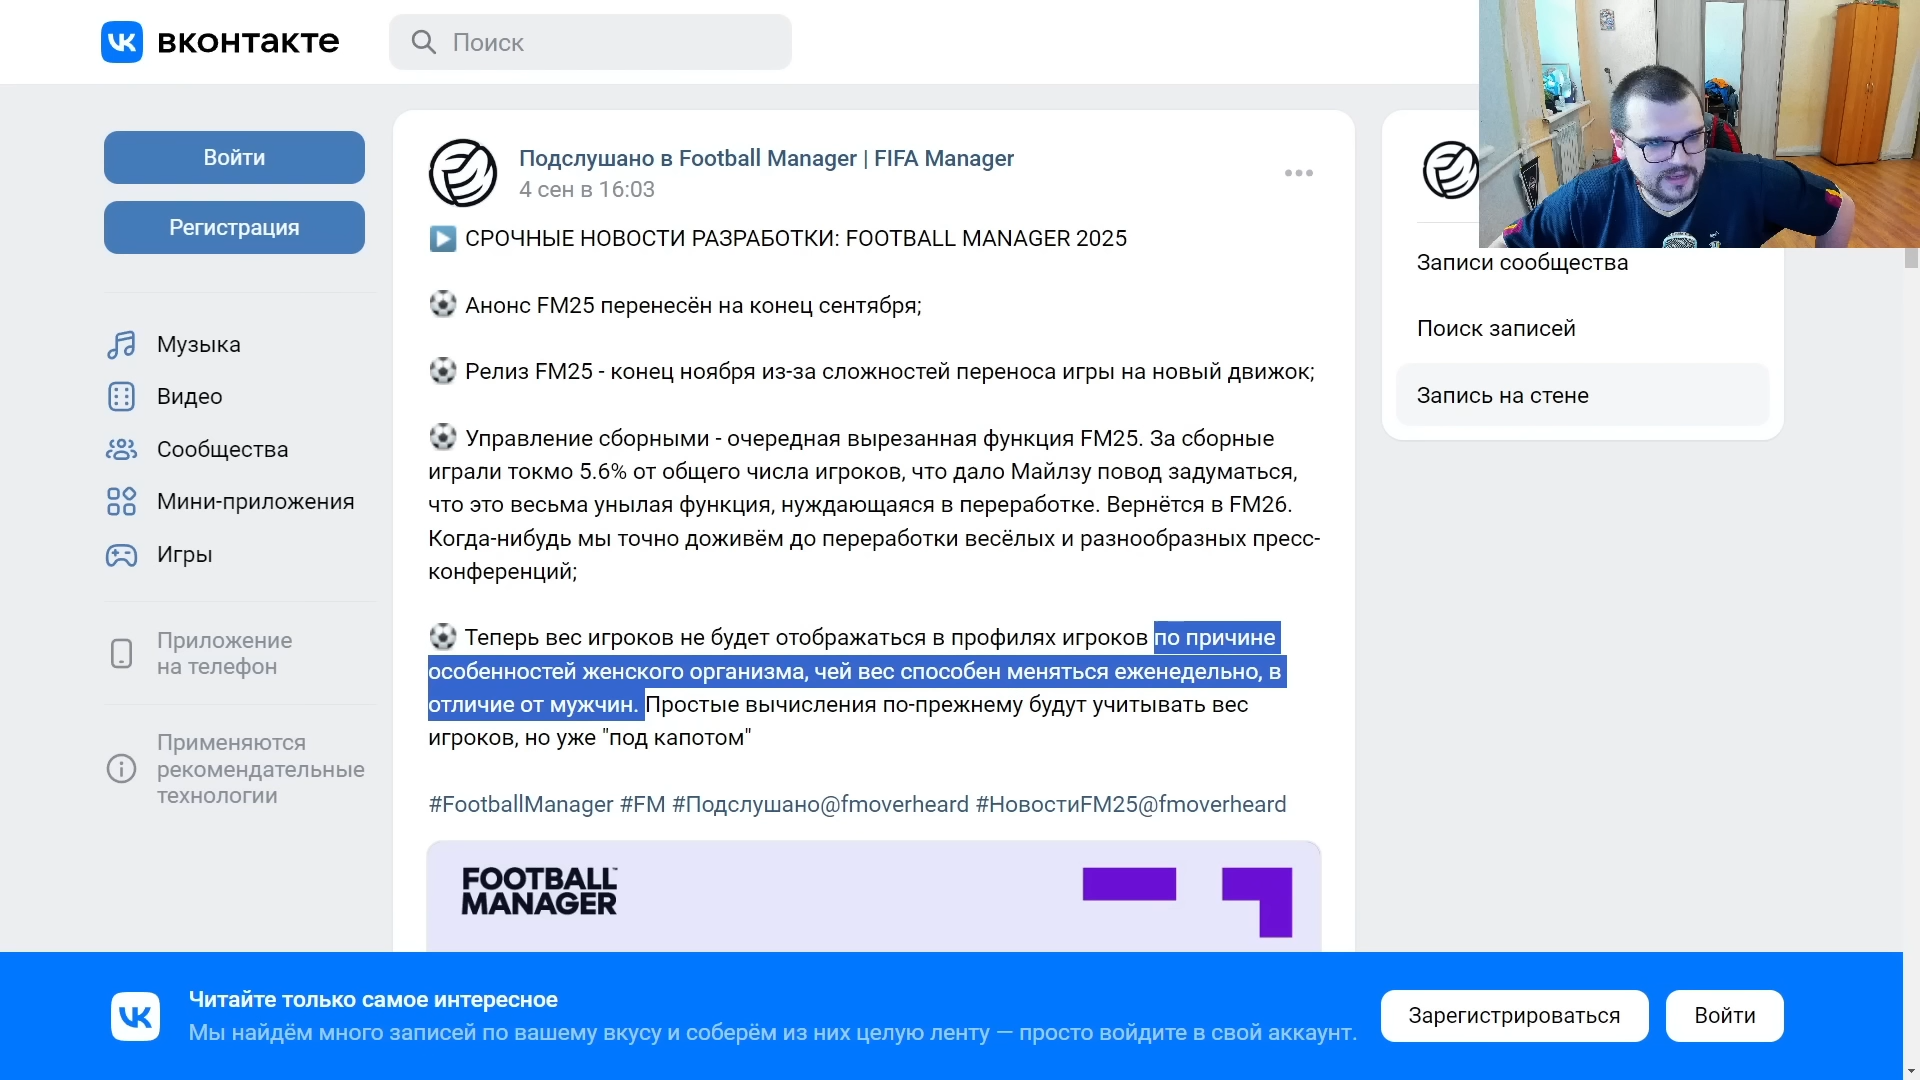 вконтакте
Поиск
Войти
Регистрация
Музыка
Видео
Сообщества
Мини-приложения
Игры
Приложение
на телефон
Применяются
рекомендательные
технологии
Подслушано в Football Manager | FIFA Manager
4 сен в 16:03
СРОЧНЫЕ НОВОСТИ РАЗРАБОТКИ: FOOTBALL MANAGER 2025
Анонс FM25 перенесён на конец сентября;
Релиз FM25 - конец ноября из-за сложностей переноса игры на новый движок;
Управление сборными - очередная вырезанная функция FM25. За сборные
играли токмо 5.6% от общего числа игроков, что дало Майлзу повод задуматься,
что это весьма унылая функция, нуждающаяся в переработке. Вернётся в FM26.
Когда-нибудь мы точно доживём до переработки весёлых и разнообразных пресс-
конференций;
Теперь вес игроков не будет отображаться в профилях игроков по причине
особенностей женского организма, чей вес способен меняться еженедельно, в
отличие от мужчин. Простые вычисления по-прежнему будут учитывать вес
игроков, но уже "под капотом"
#FootballManager #FM #Подслушано@fmoverheard #НовостиFM25@fmoverheard
FOOTBALL
MANAGER
Записи сообщества
Поиск записей
Запись на стене
Читайте только самое интересное
Мы найдём много записей по вашему вкусу и соберём из них целую ленту — просто войдите в свой аккаунт.
Зарегистрироваться
Войти